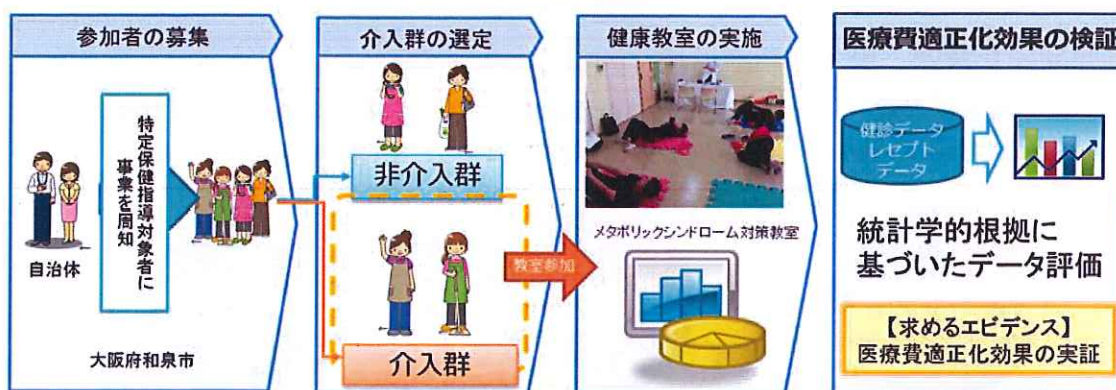 参加者の募集
特定保健指導対象者に
事業を周知
自治体
大阪府和泉市
介入群の選定
非介入群
介入群
教室参加
健康教室の実施
メタボリックシンドローム対策教室
医療費適正化効果の検証
健診データ
レセプト
データ
統計学的根拠に
基づいたデータ評価
【求めるエビデンス】
医療費適正化効果の実証